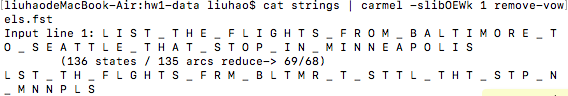 [liuhaodeMacBook-Air:hw1-data liuhao$ cat strings | carmel -slibOEWk 1 remove-vow
els.fst
Input line 1: L I S T _ T H E _ F L I G H T S _ F R O M _ B A L T I M O R E _ T
O _ S E A T T L E _ T H A T _ S T O P _ I N _ M I N N E A P O L I S
(136 states / 135 arcs reduce-> 69/68)
L S T _ T H _ F L G H T S _ F R M _ B L T M R _ T _ S T T L _ T H T _ S T P _ N
_ M N N P L S